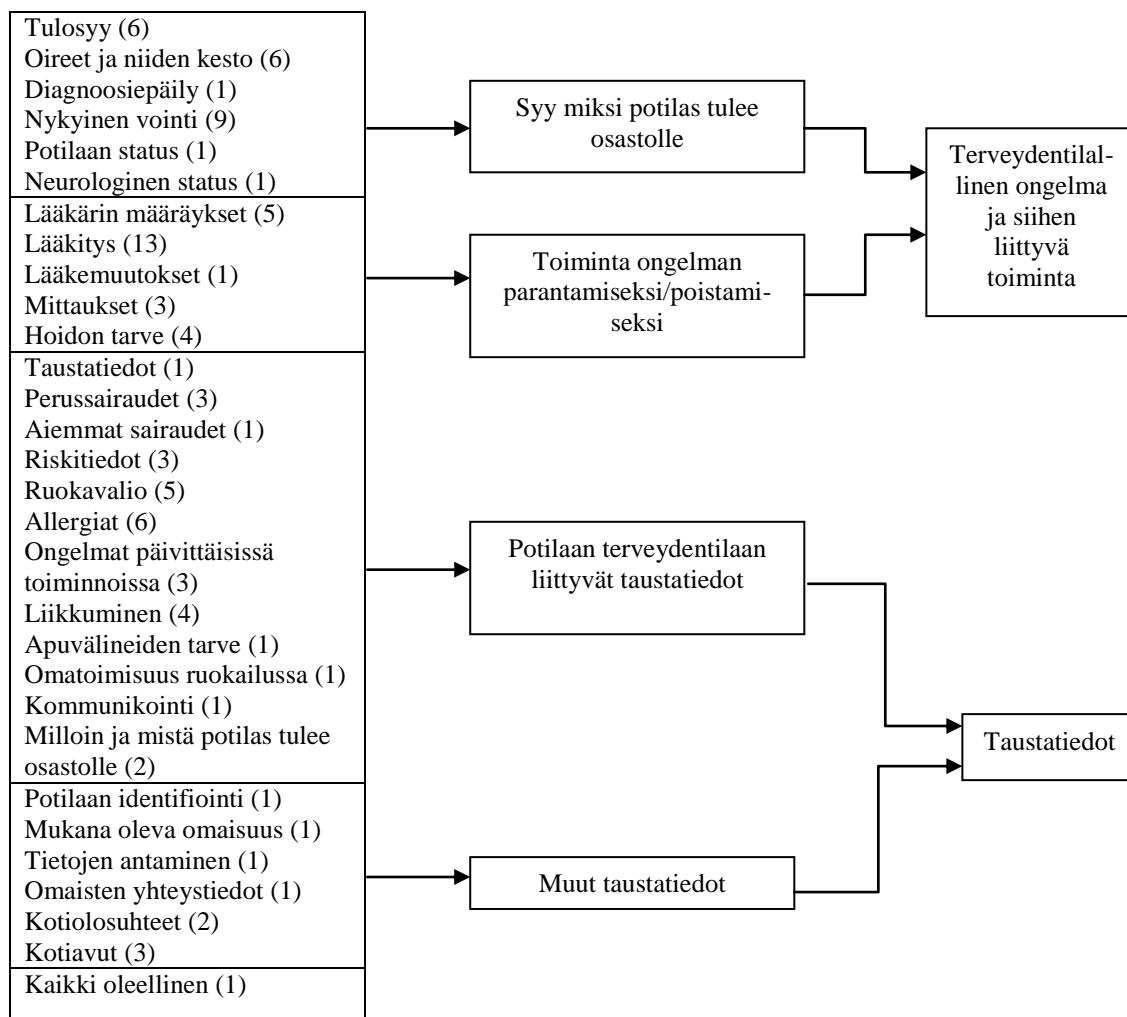 Tulosyy (6)
Oireet ja niiden kesto (6)
Diagnoosiepäily (1)
Nykyinen vointi (9)
Potilaan status (1)
Neurologinen status (1)
Lääkärin määräykset (5)
Lääkitys (13)
Lääkemuutokset (1)
Mittaukset (3)
Hoidon tarve (4)
Taustatiedot (1)
Perussairaudet (3)
Aiemmat sairaudet (1)
Riskitiedot (3)
Ruokavalio (5)
Allergiat (6)
Ongelmat päivittäisissä
toiminnoissa (3)
Liikkuminen (4)
Apuvälineiden tarve (1)
Omatoimisuus ruokailussa (1)
Kommunikointi (1)
Milloin ja mistä potilas tulee
osastolle (2)
Potilaan identifiointi (1)
Mukana oleva omaisuus (1)
Tietojen antaminen (1)
Omaisten yhteystiedot (1)
Kotiolosuhteet (2)
Kotiavut (3)
Kaikki oleellinen (1)
Syy miksi potilas tulee
osastolle
Toiminta ongelman
parantamiseksi/poistami-
seksi
Potilaan terveydentilaan
liittyvät taustatiedot
Muut taustatiedot
Terveydentilal-
linen ongelma
ja siihen
liittyvä
toiminta
Taustatiedot